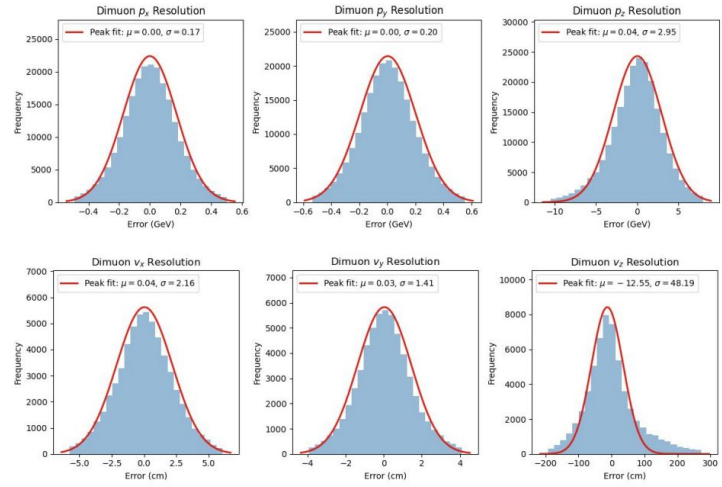 Dimuon px Resolution
Peak fit: μ = 0.00, σ = 0.17
25000
20000
15000
10000
5000
0
Frequency
−0.4 −0.2 0.0 0.2 0.4 0.6
Error (GeV)
Dimuon py Resolution
Peak fit: μ = 0.00, σ = 0.20
25000
20000
15000
10000
5000
0
Frequency
−0.6 −0.4 −0.2 0.0 0.2 0.4 0.6
Error (GeV)
Dimuon pz Resolution
Peak fit: μ = 0.04, σ = 2.95
30000
25000
20000
15000
10000
5000
0
Frequency
−10 −5 0 5
Error (GeV)
Dimuon vx Resolution
Peak fit: μ = 0.04, σ = 2.16
7000
6000
5000
4000
3000
2000
1000
0
Frequency
−5.0 −2.5 0.0 2.5 5.0
Error (cm)
Dimuon vy Resolution
Peak fit: μ = 0.03, σ = 1.41
7000
6000
5000
4000
3000
2000
1000
0
Frequency
−4 −2 0 2 4
Error (cm)
Dimuon vz Resolution
Peak fit: μ = −12.55, σ = 48.19
10000
8000
6000
4000
2000
0
Frequency
−200 −100 0 100 200 300
Error (cm)